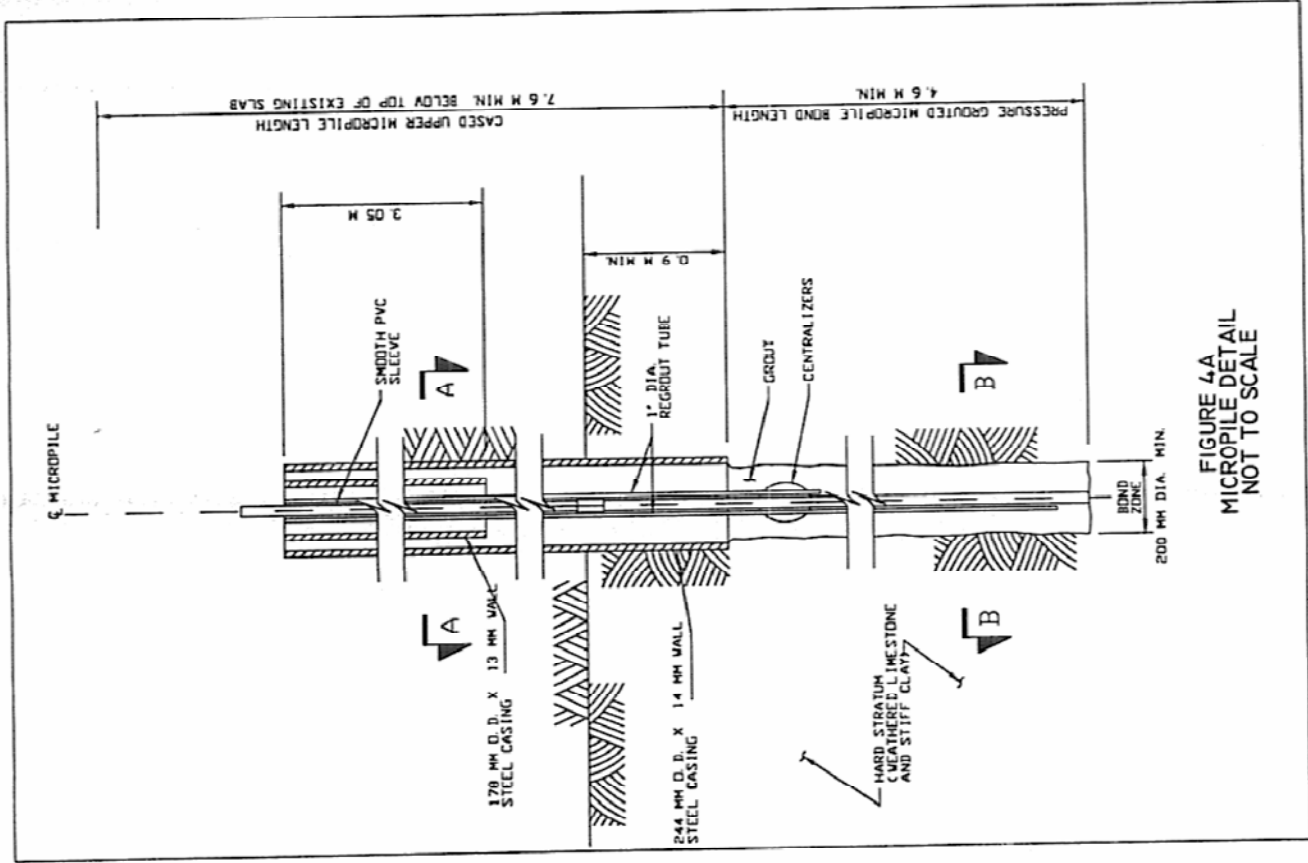 ℄ MICROPILE
SMOOTH PVC
SLEEVE
3.05 M
CASED UPPER MICROPILE LENGTH
7.6 M MIN. BELOW TOP OF EXISTING SLAB
A
A
178 MM O.D. X 13 MM WALL
STEEL CASING
1" DIA.
REGROUT TUBE
0.9 M MIN.
244 MM O.D. X 14 MM WALL
STEEL CASING
GROUT
CENTRALIZERS
PRESSURE GROUTED MICROPILE BOND LENGTH
4.6 M MIN.
HARD STRATUM
(WEATHERED LIMESTONE
AND STIFF CLAY)
B
B
BOND
ZONE
200 MM DIA. MIN.
FIGURE 4A
MICROPILE DETAIL
NOT TO SCALE